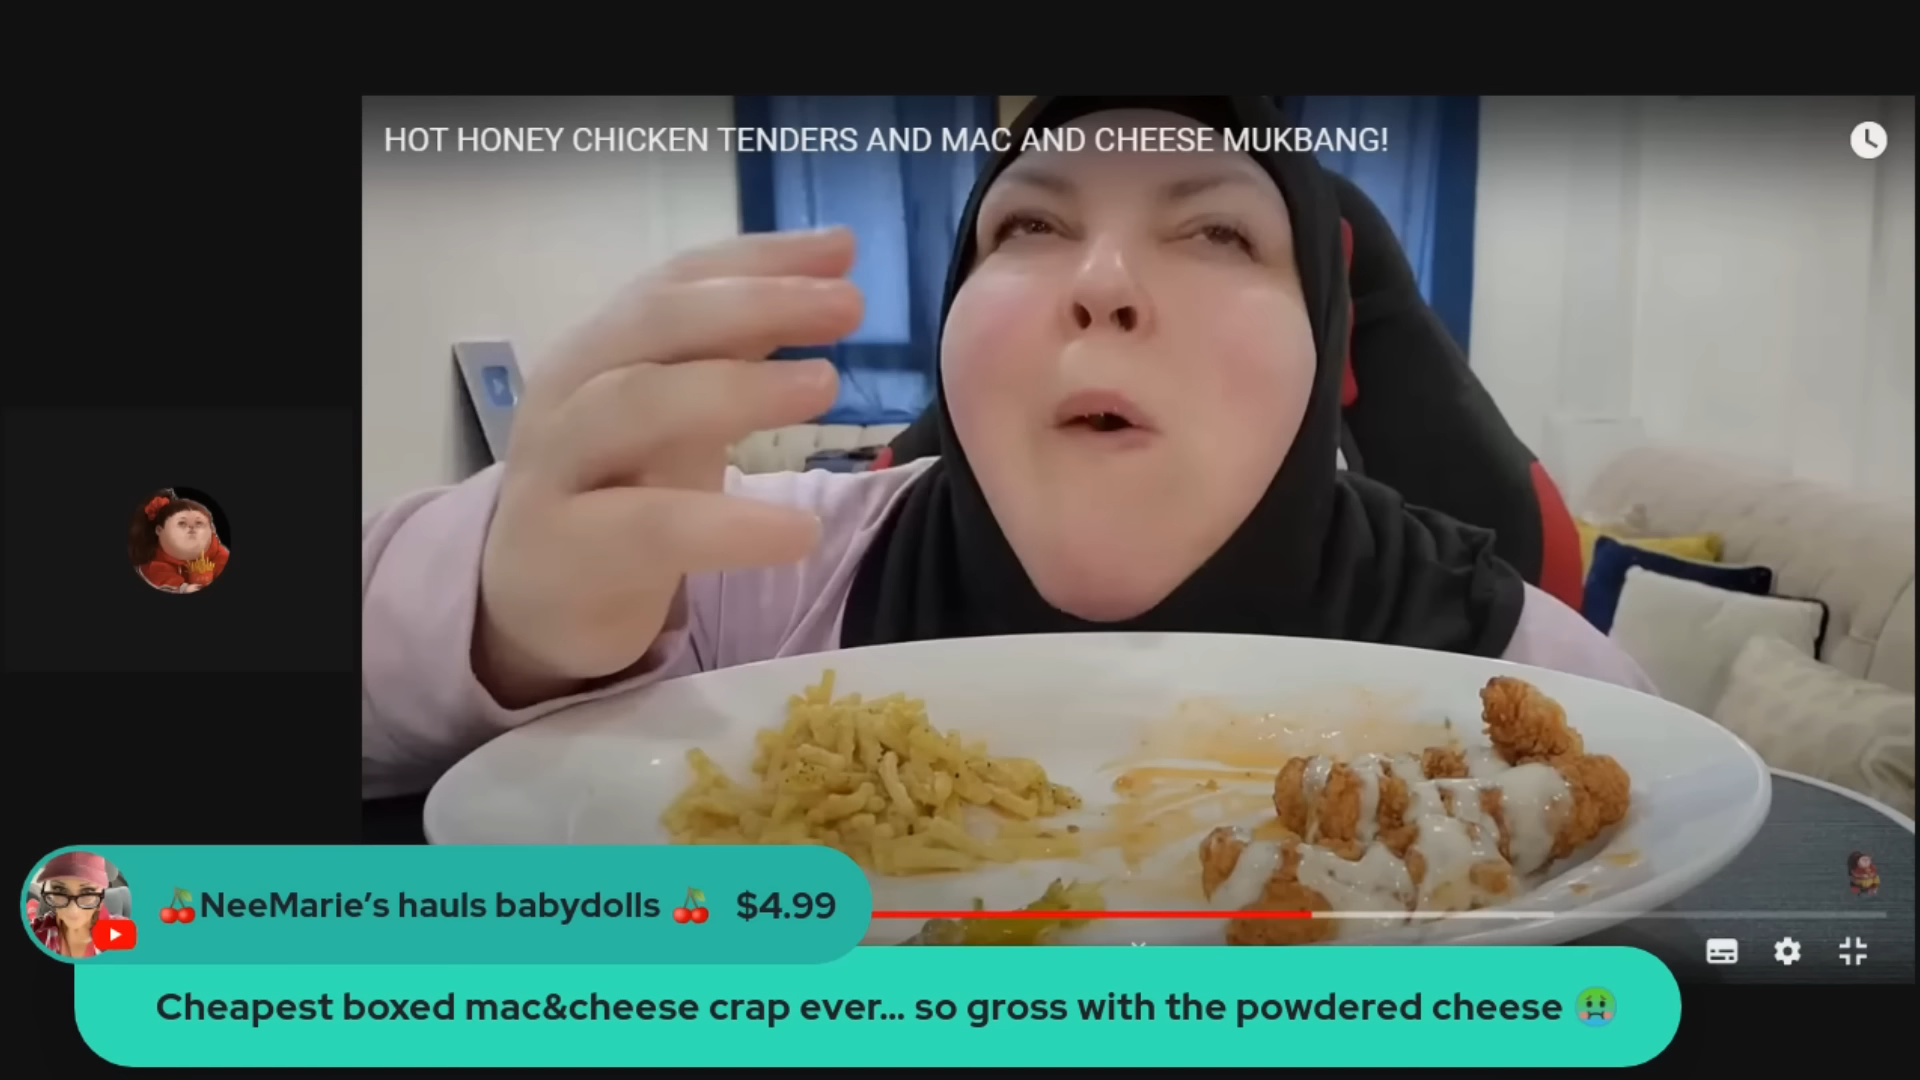 HOT HONEY CHICKEN TENDERS AND MAC AND CHEESE MUKBANG!
🍒NeeMarie’s hauls babydolls 🍒 $4.99
Cheapest boxed mac&cheese crap ever... so gross with the powdered cheese 🤢